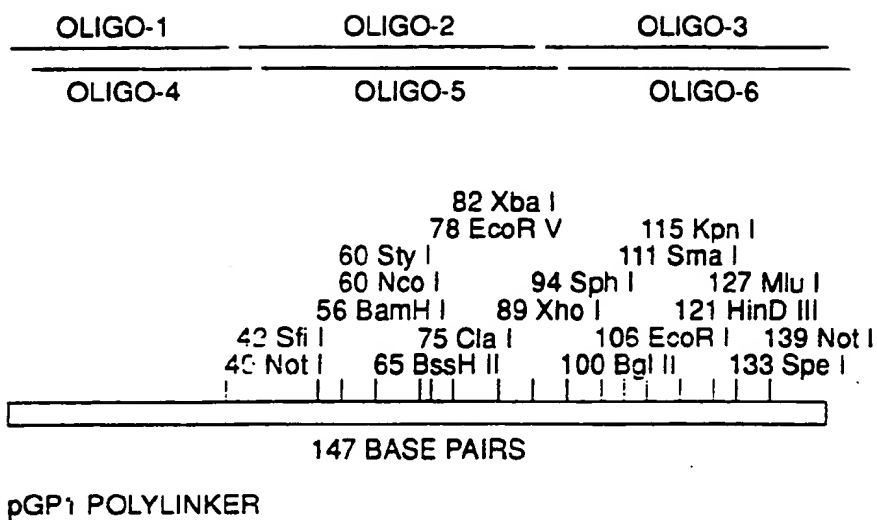 OLIGO-1 OLIGO-2 OLIGO-3
OLIGO-4 OLIGO-5 OLIGO-6
82 Xba I
78 EcoR V 115 Kpn I
60 Sty I 111 Sma I
60 Nco I 94 Sph I 127 Mlu I
56 BamH I 89 Xho I 121 HinD III
Sfi I 75 Cla I 106 EcoR I 139 Not I
Not I 65 BssH II 100 Bgl II 133 Spe I
147 BASE PAIRS
pGP1 POLYLINKER